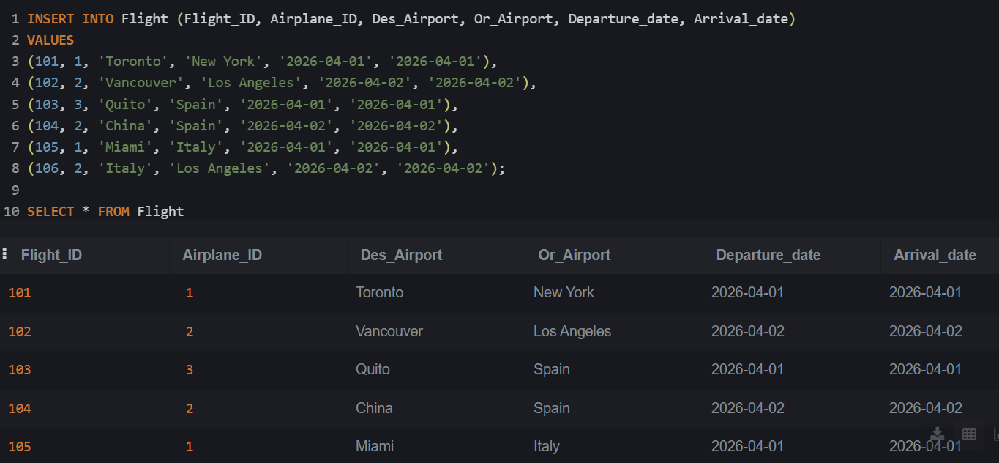 1 INSERT INTO Flight (Flight_ID, Airplane_ID, Des_Airport, Or_Airport, Departure_date, Arrival_date)
2 VALUES
3 (101, 1, 'Toronto', 'New York', '2026-04-01', '2026-04-01'),
4 (102, 2, 'Vancouver', 'Los Angeles', '2026-04-02', '2026-04-02'),
5 (103, 3, 'Quito', 'Spain', '2026-04-01', '2026-04-01'),
6 (104, 2, 'China', 'Spain', '2026-04-02', '2026-04-02'),
7 (105, 1, 'Miami', 'Italy', '2026-04-01', '2026-04-01'),
8 (106, 2, 'Italy', 'Los Angeles', '2026-04-02', '2026-04-02');
9
10 SELECT * FROM Flight
Flight_ID Airplane_ID Des_Airport Or_Airport Departure_date Arrival_date
101 1 Toronto New York 2026-04-01 2026-04-01
102 2 Vancouver Los Angeles 2026-04-02 2026-04-02
103 3 Quito Spain 2026-04-01 2026-04-01
104 2 China Spain 2026-04-02 2026-04-02
105 1 Miami Italy 2026-04-01 2026-04-01